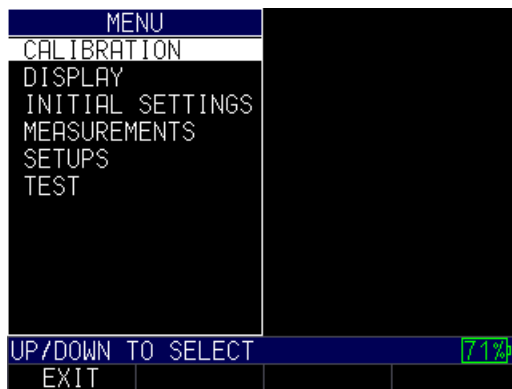 MENU
CALIBRATION
DISPLAY
INITIAL SETTINGS
MEASUREMENTS
SETUPS
TEST
UP/DOWN TO SELECT 71%
EXIT